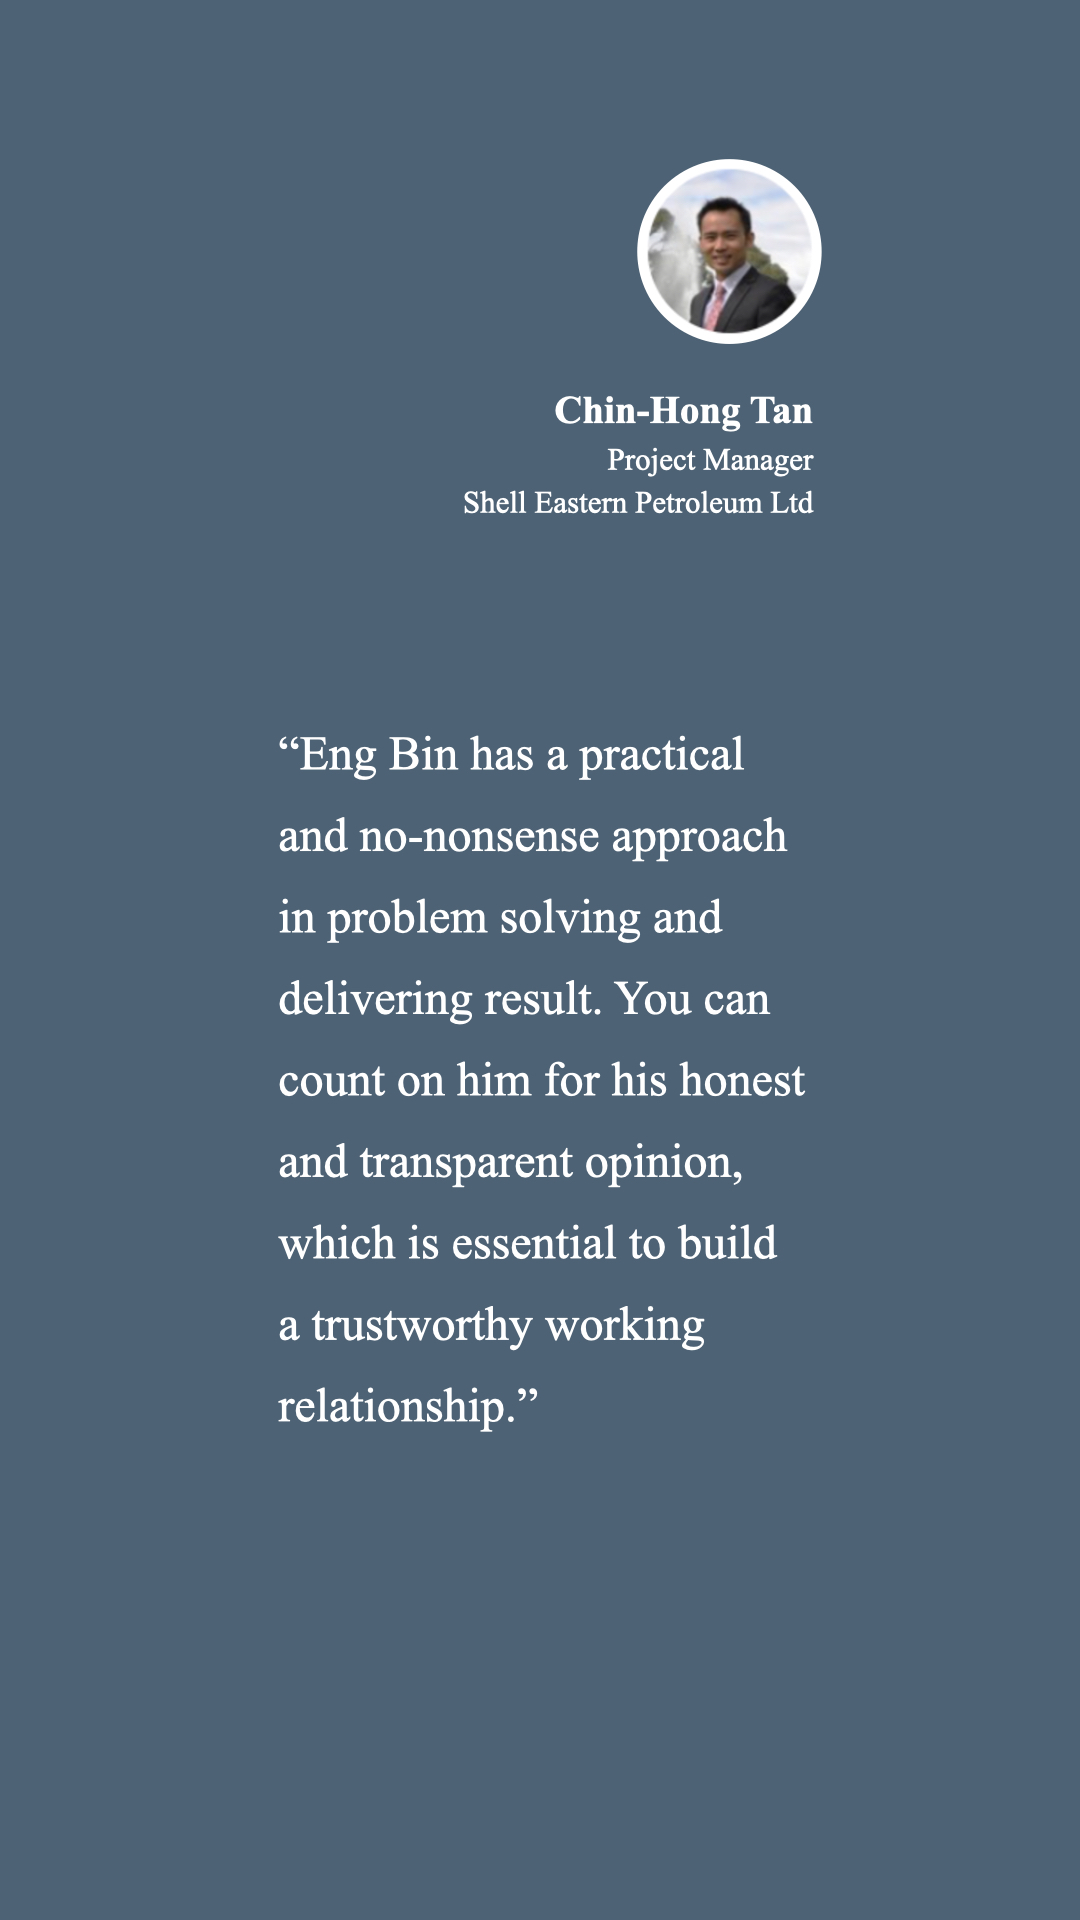 Chin-Hong Tan
Project Manager
Shell Eastern Petroleum Ltd
“Eng Bin has a practical
and no-nonsense approach
in problem solving and
delivering result. You can
count on him for his honest
and transparent opinion,
which is essential to build
a trustworthy working
relationship.”